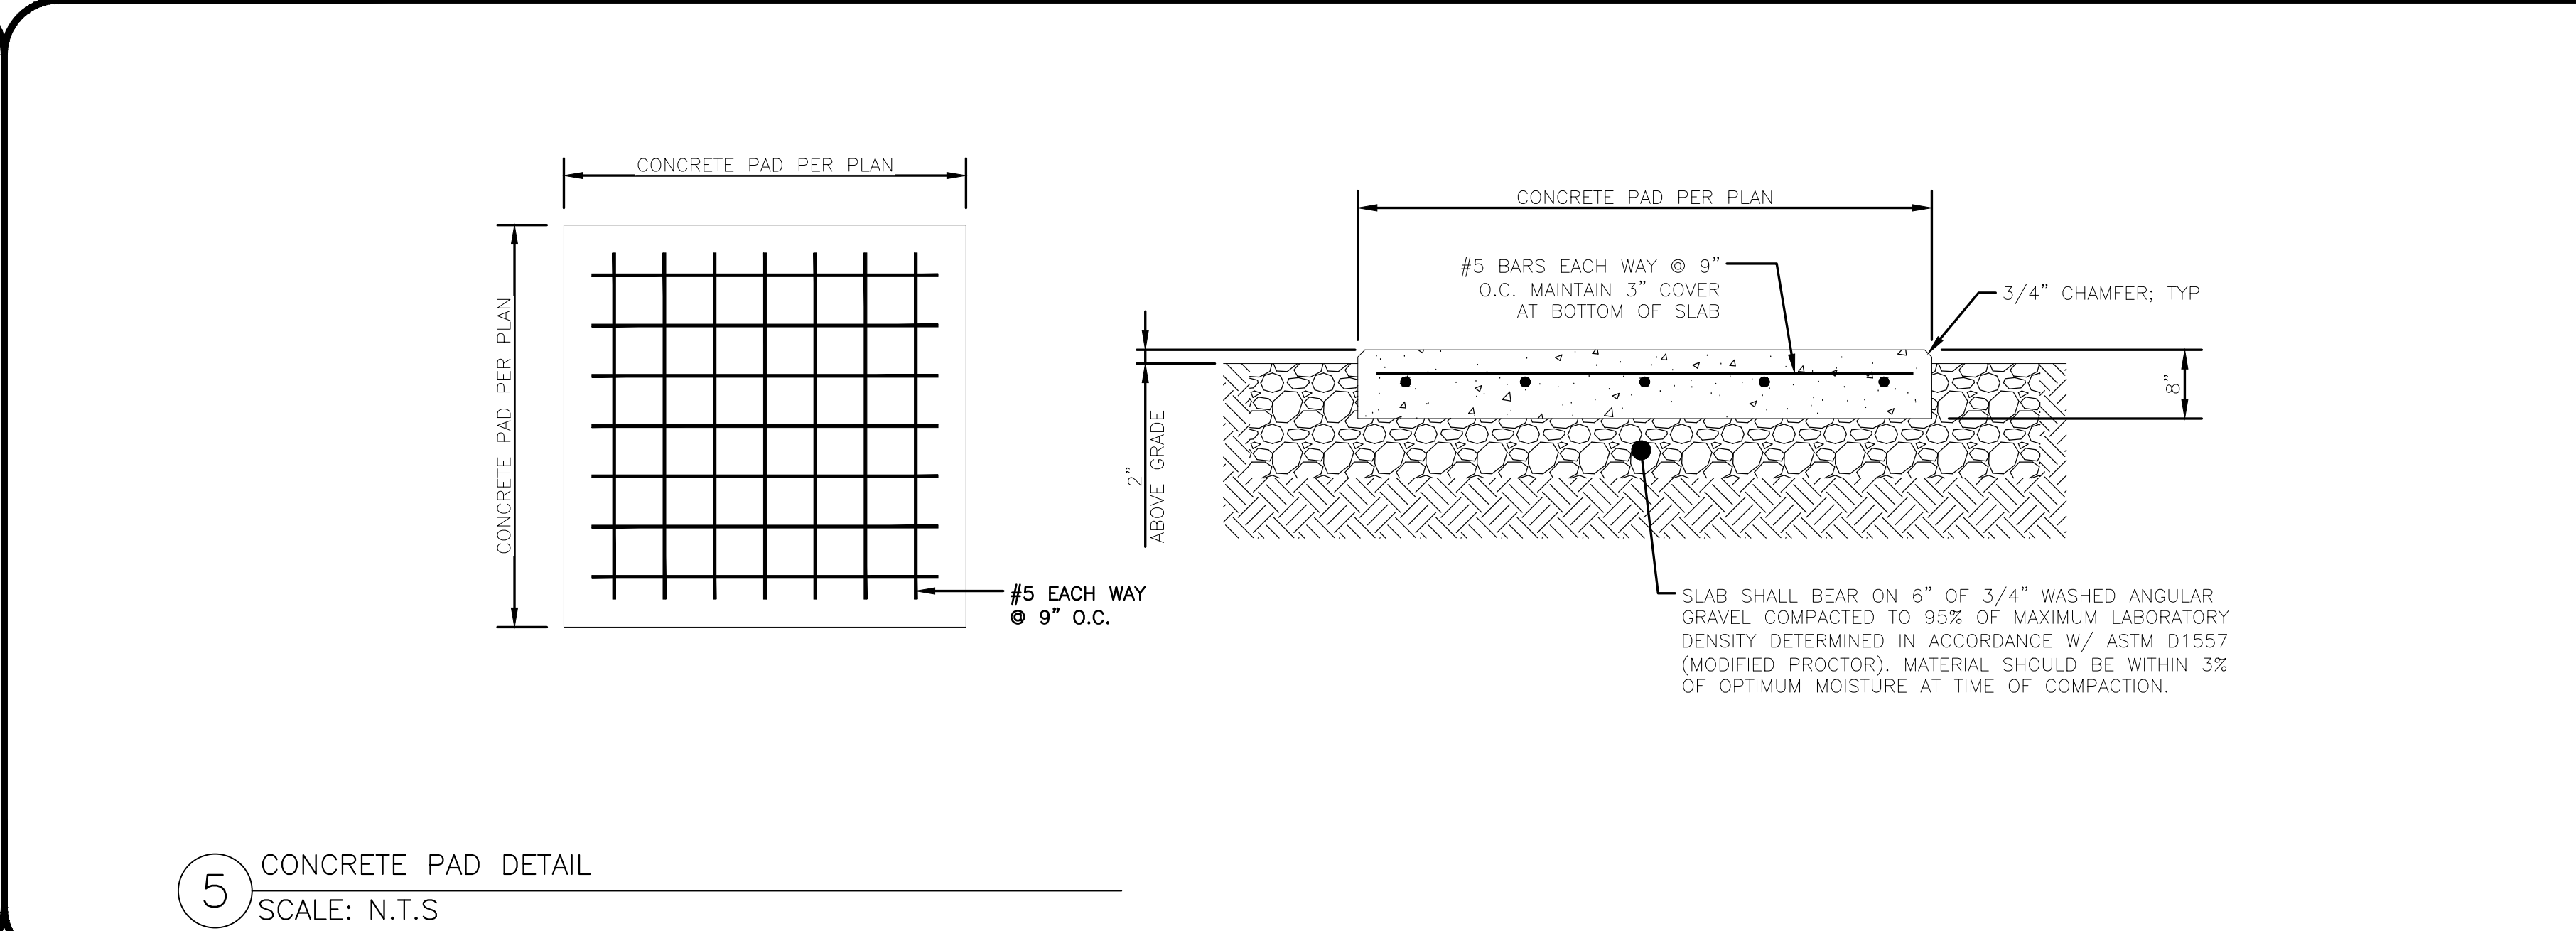 CONCRETE PAD PER PLAN
CONCRETE PAD PER PLAN
#5 EACH WAY
@ 9" O.C.
CONCRETE PAD PER PLAN
#5 BARS EACH WAY @ 9"
O.C. MAINTAIN 3" COVER
AT BOTTOM OF SLAB
3/4" CHAMFER; TYP
2"
ABOVE GRADE
8"
SLAB SHALL BEAR ON 6" OF 3/4" WASHED ANGULAR
GRAVEL COMPACTED TO 95% OF MAXIMUM LABORATORY
DENSITY DETERMINED IN ACCORDANCE W/ ASTM D1557
(MODIFIED PROCTOR). MATERIAL SHOULD BE WITHIN 3%
OF OPTIMUM MOISTURE AT TIME OF COMPACTION.
5
CONCRETE PAD DETAIL
SCALE: N.T.S